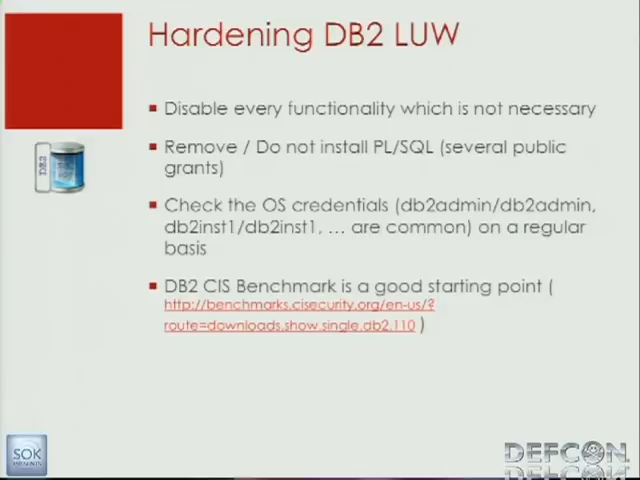 Hardening DB2 LUW
Disable every functionality which is not necessary
Remove / Do not install PL/SQL (several public
grants)
Check the OS credentials (db2admin/db2admin,
db2inst1/db2inst1, … are common) on a regular
basis
DB2 CIS Benchmark is a good starting point (
http://benchmarks.cisecurity.org/en-us/?
route=downloads.show.single.db2.110 )
DB2
SOK
DEFCON.